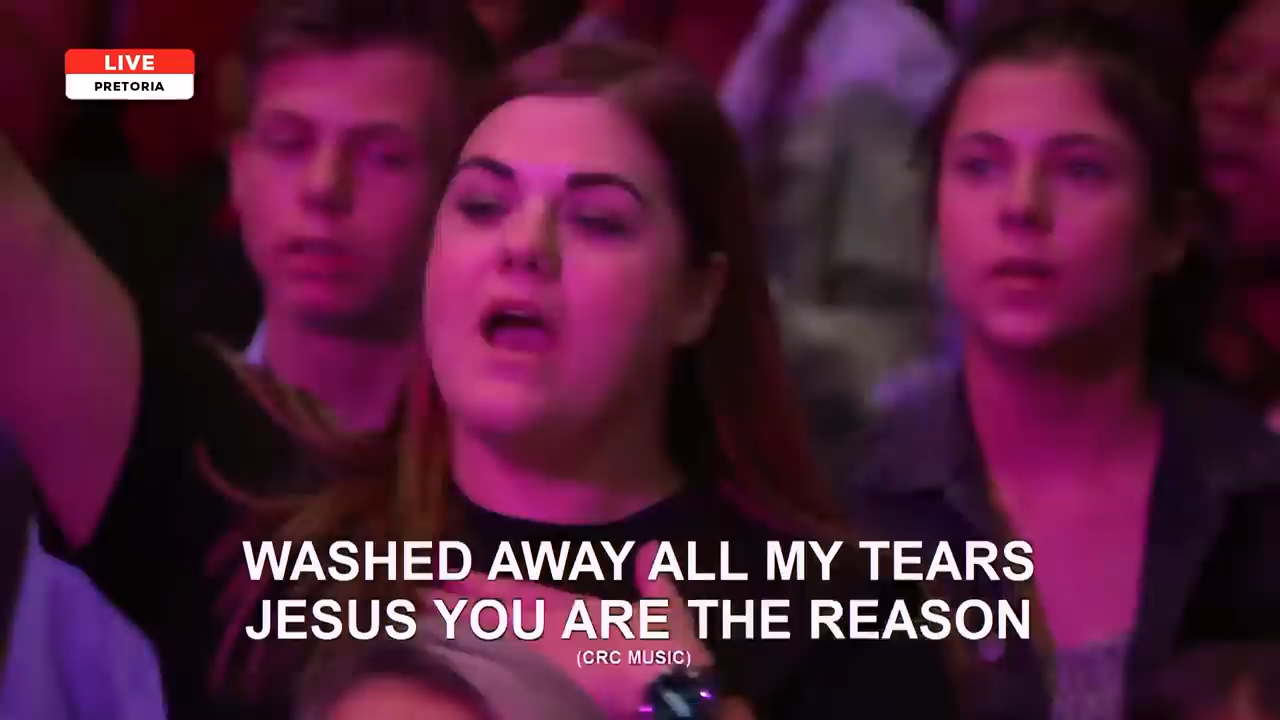 LIVE
PRETORIA
WASHED AWAY ALL MY TEARS
JESUS YOU ARE THE REASON
(CRC MUSIC)